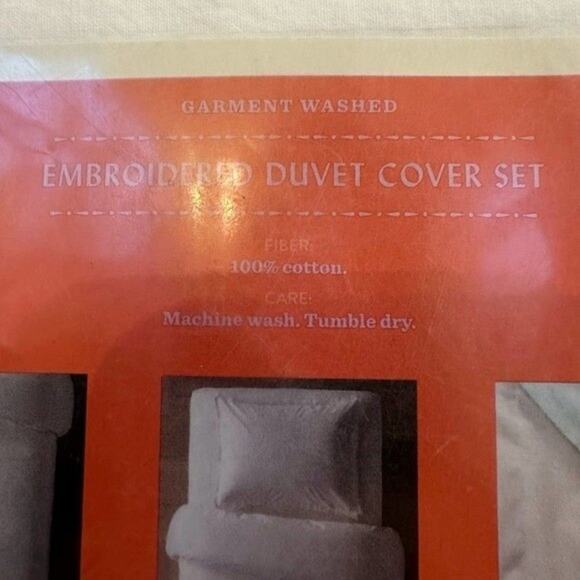 GARMENT WASHED
EMBROIDERED DUVET COVER SET
FIBER:
100% cotton.
CARE:
Machine wash. Tumble dry.